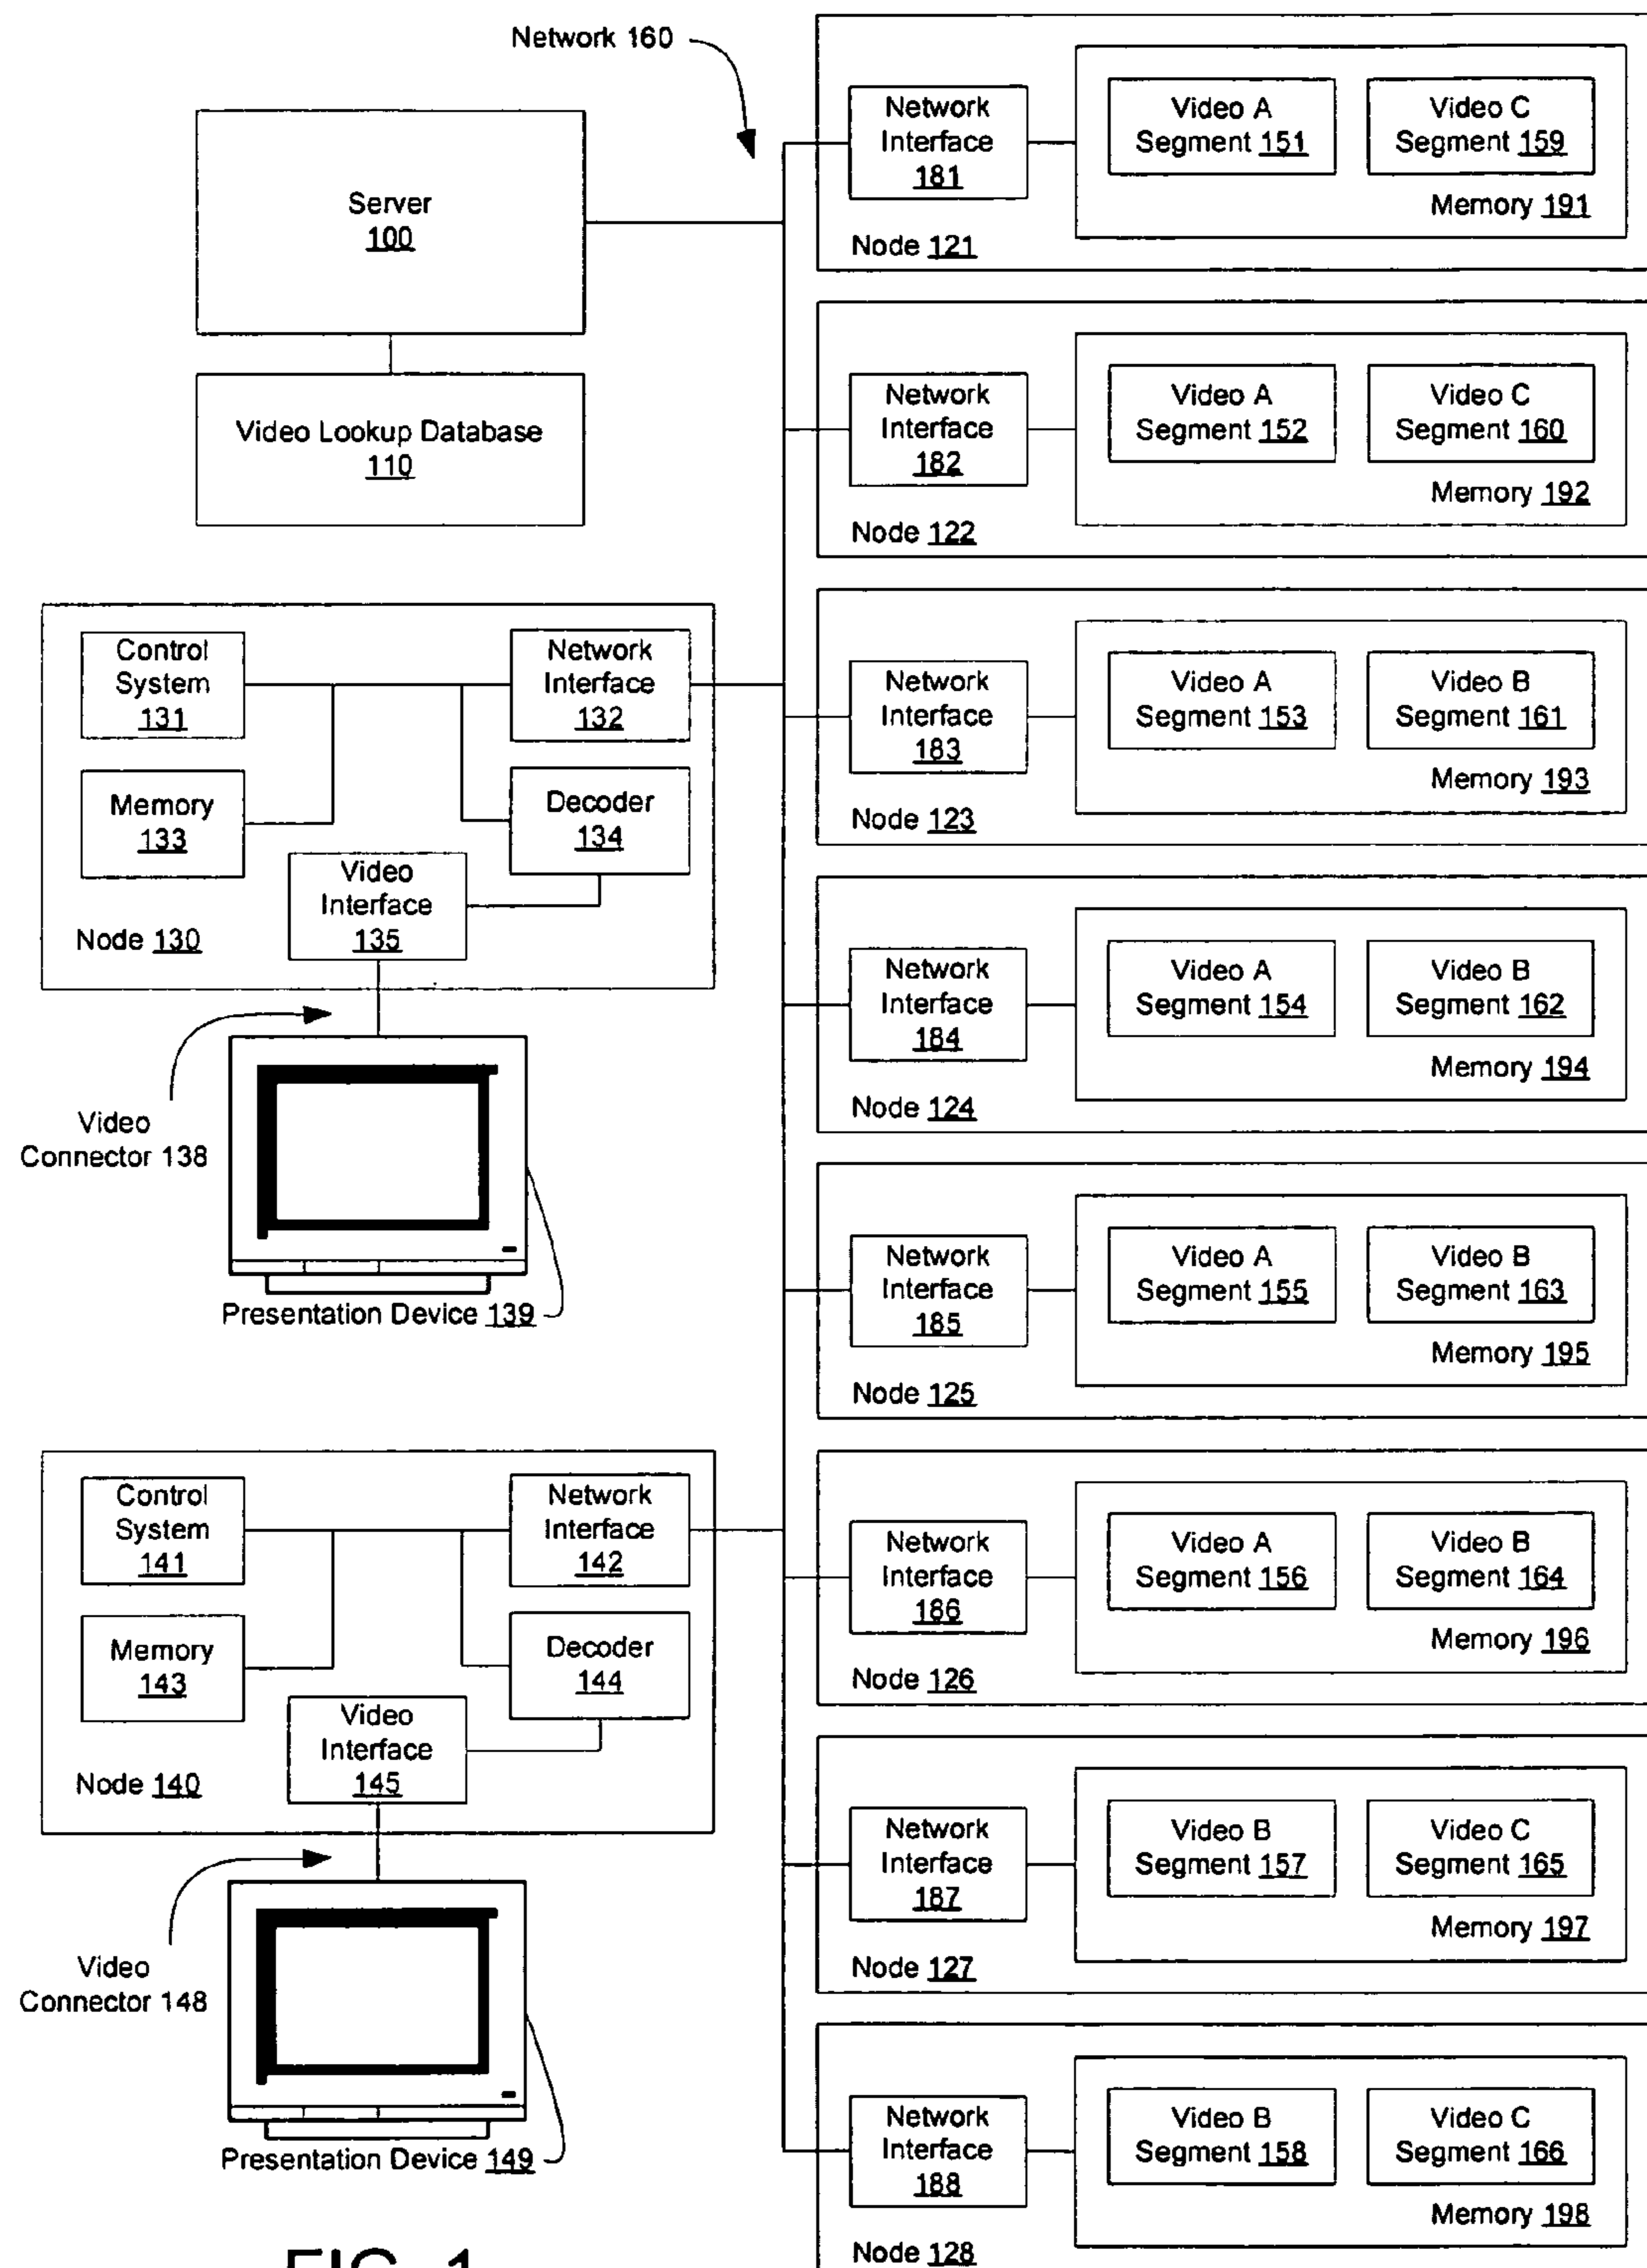 Network 160
Server
100
Video Lookup Database
110
Control
System
131
Network
Interface
132
Memory
133
Decoder
134
Video
Interface
135
Node 130
Video
Connector 138
Presentation Device 139
Control
System
141
Network
Interface
142
Memory
143
Decoder
144
Video
Interface
145
Node 140
Video
Connector 148
Presentation Device 149
FIG. 1
Network
Interface
181
Video A
Segment 151
Video C
Segment 159
Memory 191
Node 121
Network
Interface
182
Video A
Segment 152
Video C
Segment 160
Memory 192
Node 122
Network
Interface
183
Video A
Segment 153
Video B
Segment 161
Memory 193
Node 123
Network
Interface
184
Video A
Segment 154
Video B
Segment 162
Memory 194
Node 124
Network
Interface
185
Video A
Segment 155
Video B
Segment 163
Memory 195
Node 125
Network
Interface
186
Video A
Segment 156
Video B
Segment 164
Memory 196
Node 126
Network
Interface
187
Video B
Segment 157
Video C
Segment 165
Memory 197
Node 127
Network
Interface
188
Video B
Segment 158
Video C
Segment 166
Memory 198
Node 128